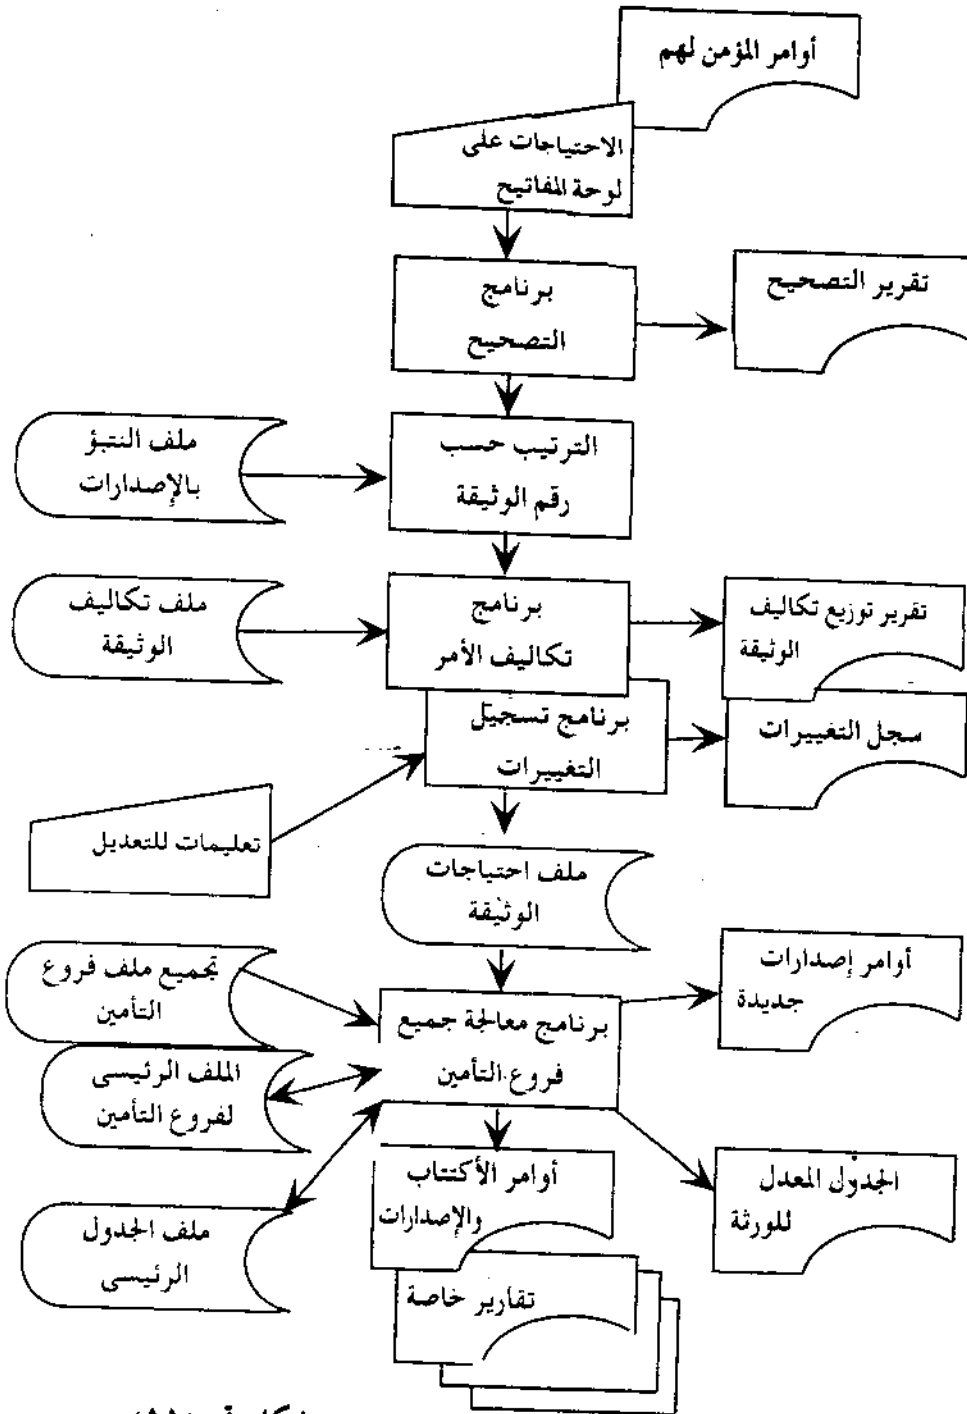 أوامر المؤمن لهم
الاحتياجات على
لوحة المفاتيح
برنامج
التصحيح
تقرير التصحيح
الترتيب حسب
رقم الوثيقة
ملف التنبؤ
بالإصدارات
برنامج
تكاليف الأمر
ملف تكاليف
الوثيقة
تقرير توزيع تكاليف
الوثيقة
برنامج تسجيل
التغييرات
سجل التغييرات
تعليمات للتعديل
ملف احتياجات
الوثيقة
أوامر إصدارات
جديدة
تجميع ملف فروع
التأمين
برنامج معالجة جميع
فروع التأمين
الملف الرئيسى
لفروع التأمين
أوامر الأكتتاب
والإصدارات
الجدول المعدل
للورثة
ملف الجدول
الرئيسى
تقارير خاصة